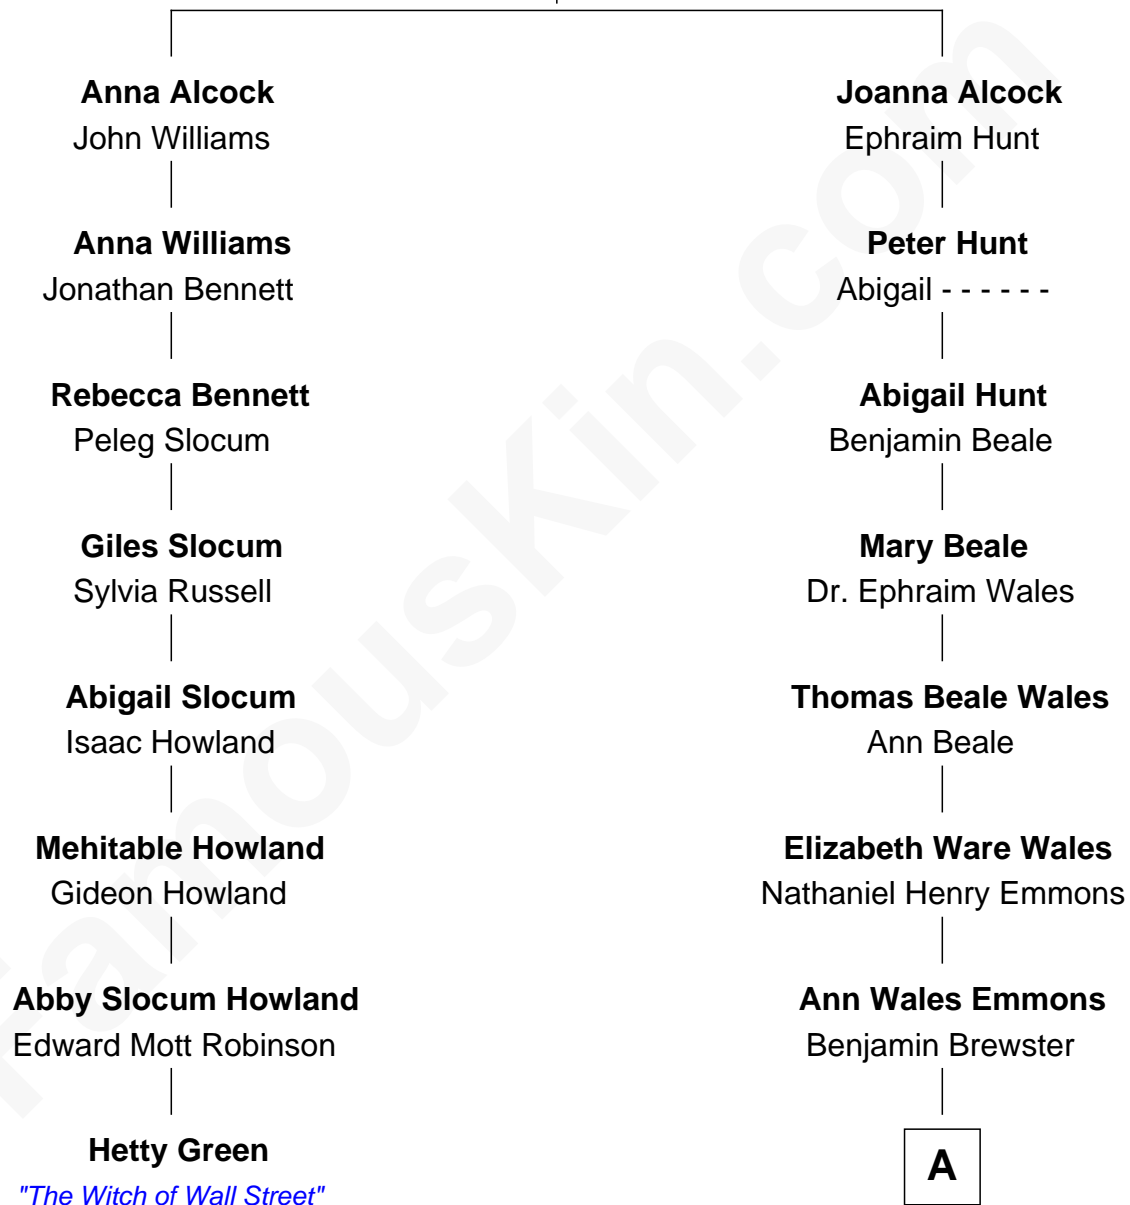 Anna Alcock
John Williams
Anna Williams
Jonathan Bennett
Rebecca Bennett
Peleg Slocum
Giles Slocum
Sylvia Russell
Abigail Slocum
Isaac Howland
Mehitable Howland
Gideon Howland
Abby Slocum Howland
Edward Mott Robinson
Hetty Green
"The Witch of Wall Street"
Joanna Alcock
Ephraim Hunt
Peter Hunt
Abigail - - - - - -
Abigail Hunt
Benjamin Beale
Mary Beale
Dr. Ephraim Wales
Thomas Beale Wales
Ann Beale
Elizabeth Ware Wales
Nathaniel Henry Emmons
Ann Wales Emmons
Benjamin Brewster
A
FamousKin.com